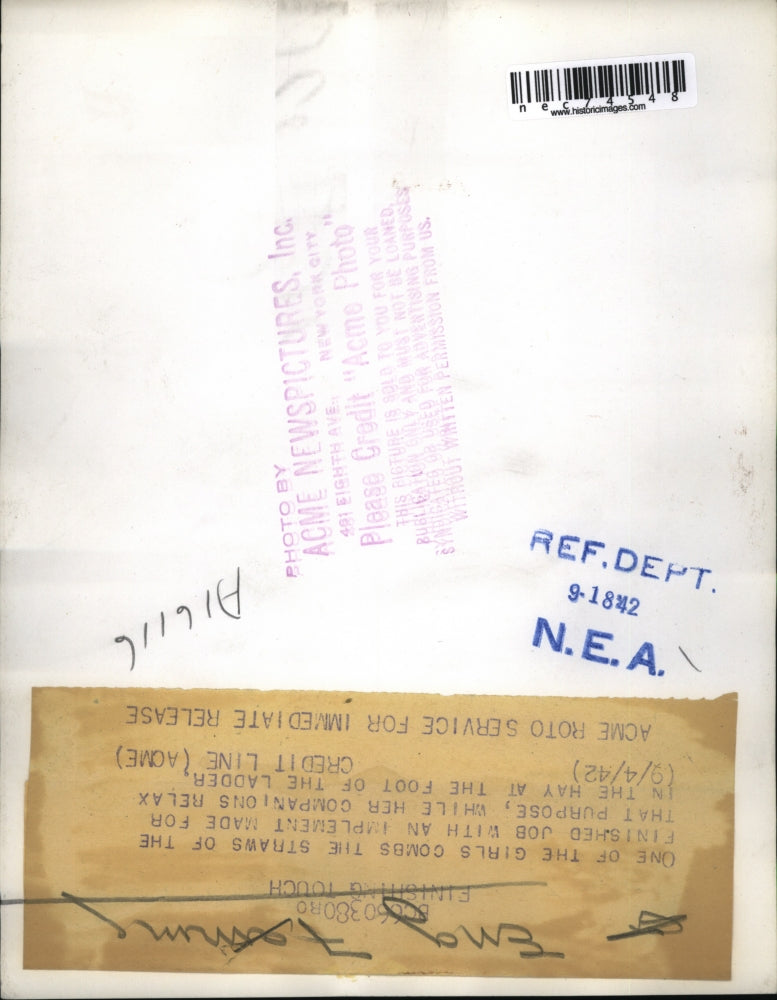 nec74548
www.historicimages.com
PHOTO BY
ACME NEWSPICTURES, Inc.
461 EIGHTH AVE., NEW YORK CITY
Please Credit "Acme Photo"
THIS PICTURE IS SOLD TO YOU FOR YOUR
PUBLICATION ONLY AND MUST NOT BE LOANED,
SYNDICATED OR USED FOR ADVERTISING PURPOSES
WITHOUT WRITTEN PERMISSION FROM US.
REF. DEPT.
9-18 42
N.E.A.
A16116
FINISHING TOUCH
ONE OF THE GIRLS COMBS THE STRAWS OF THE
FINISHED JOB WITH AN IMPLEMENT MADE FOR
THAT PURPOSE, WHILE HER COMPANIONS RELAX
IN THE HAY AT THE FOOT OF THE LADDER.
(9/4/42) CREDIT LINE (ACME)
ACME ROTO SERVICE FOR IMMEDIATE RELEASE